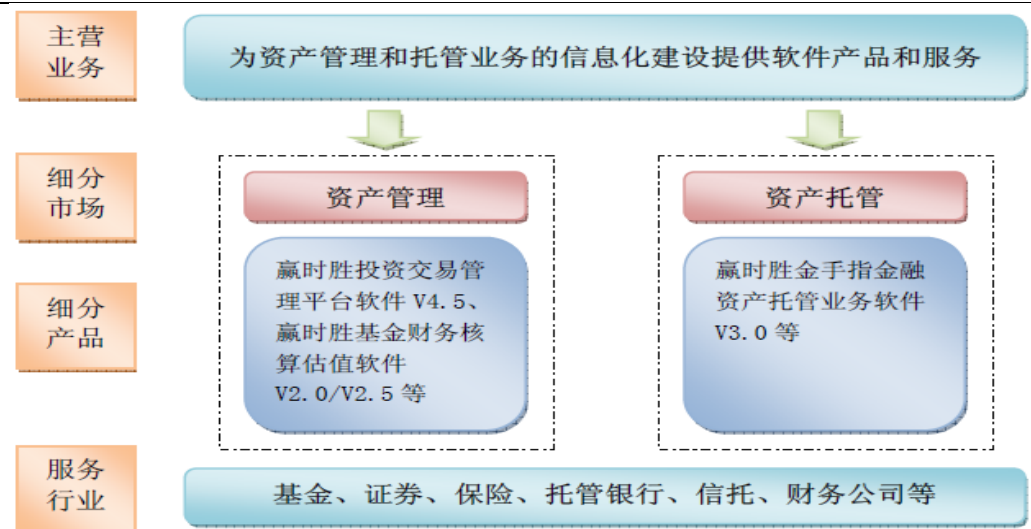 主营
业务
为资产管理和托管业务的信息化建设提供软件产品和服务
细分
市场
资产管理
资产托管
细分
产品
赢时胜投资交易管
理平台软件 V4.5、
赢时胜基金财务核
算估值软件
V2.0/V2.5 等
赢时胜金手指金融
资产托管业务软件
V3.0 等
服务
行业
基金、证券、保险、托管银行、信托、财务公司等